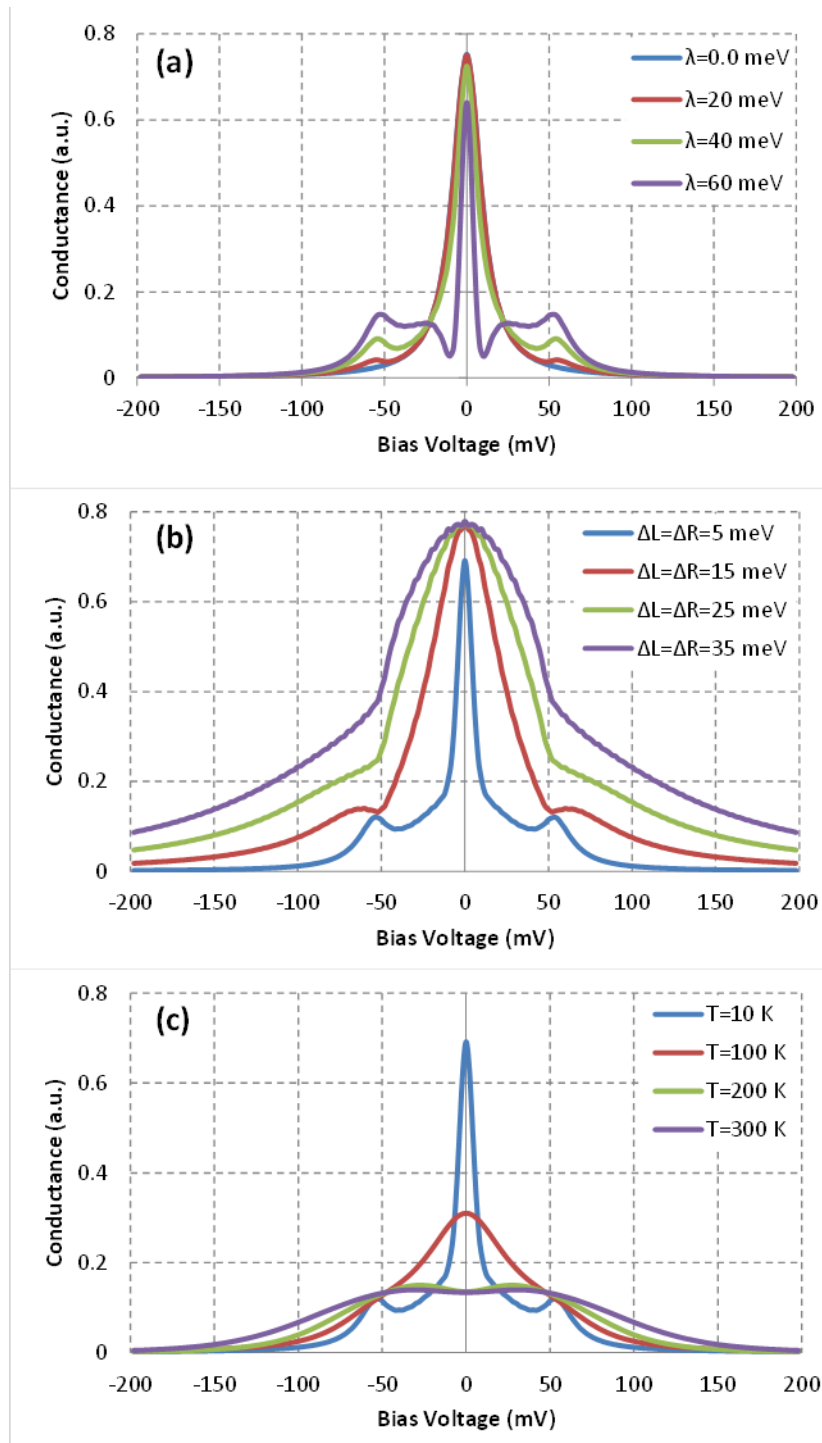 (a)
0.8
0.6
0.4
0.2
0
Conductance (a.u.)
λ=0.0 meV
λ=20 meV
λ=40 meV
λ=60 meV
-200 -150 -100 -50 0 50 100 150 200
Bias Voltage (mV)
(b)
0.8
0.6
0.4
0.2
0
Conductance (a.u.)
ΔL=ΔR=5 meV
ΔL=ΔR=15 meV
ΔL=ΔR=25 meV
ΔL=ΔR=35 meV
-200 -150 -100 -50 0 50 100 150 200
Bias Voltage (mV)
(c)
0.8
0.6
0.4
0.2
0
Conductance (a.u.)
T=10 K
T=100 K
T=200 K
T=300 K
-200 -150 -100 -50 0 50 100 150 200
Bias Voltage (mV)